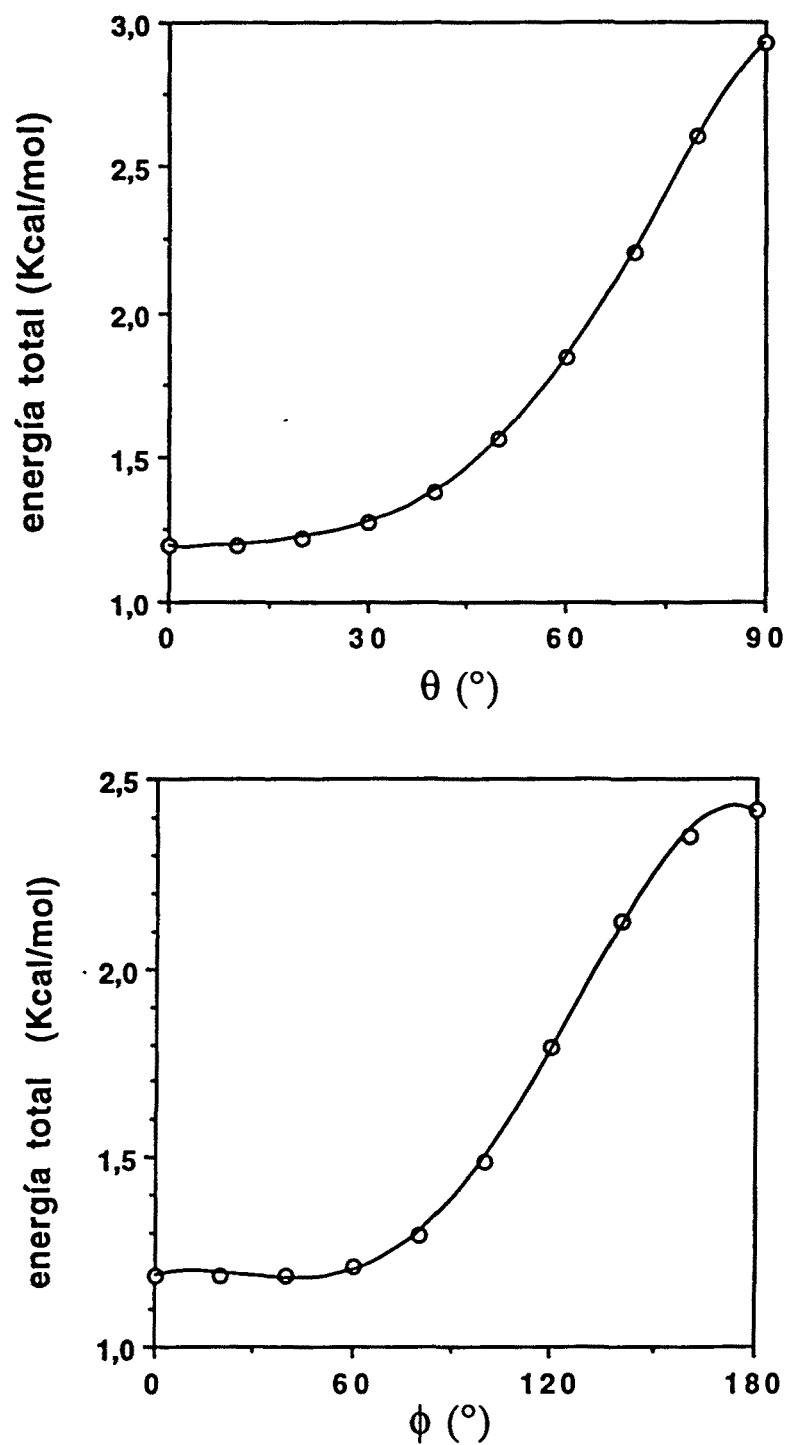 energía total (Kcal/mol)
3,0
2,5
2,0
1,5
1,0
0 30 60 90
θ (°)
energía total (Kcal/mol)
2,5
2,0
1,5
1,0
0 60 120 180
ϕ (°)